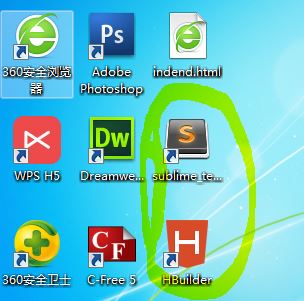 360安全浏览
器
Ps
Adobe
Photoshop
indend.html
WPS H5
Dw
Dreamwe...
S
sublime_te...
360安全卫士
CF
C-Free 5
H
HBuilder